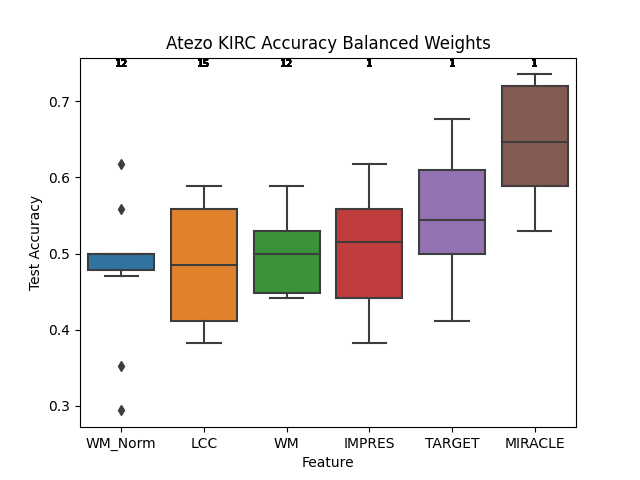 Atezo KIRC Accuracy Balanced Weights
12 15 12 1 1 1
0.7
0.6
0.5
0.4
0.3
Test Accuracy
WM_Norm LCC WM IMPRES TARGET MIRACLE
Feature